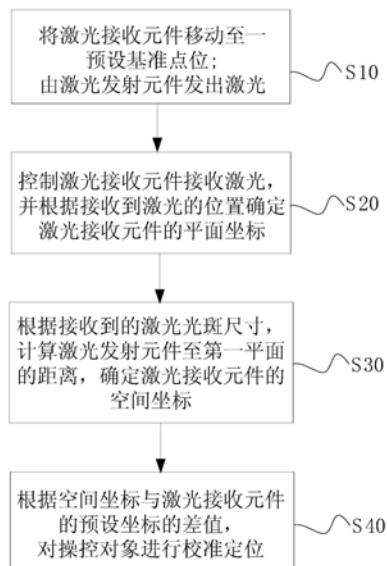 将激光接收元件移动至一
预设基准点位;
由激光发射元件发出激光
S10
控制激光接收元件接收激光，
并根据接收到激光的位置确定
激光接收元件的平面坐标
S20
根据接收到的激光光斑尺寸，
计算激光发射元件至第一平面
的距离，确定激光接收元件的
空间坐标
S30
根据空间坐标与激光接收元件
的预设坐标的差值，
对操控对象进行校准定位
S40